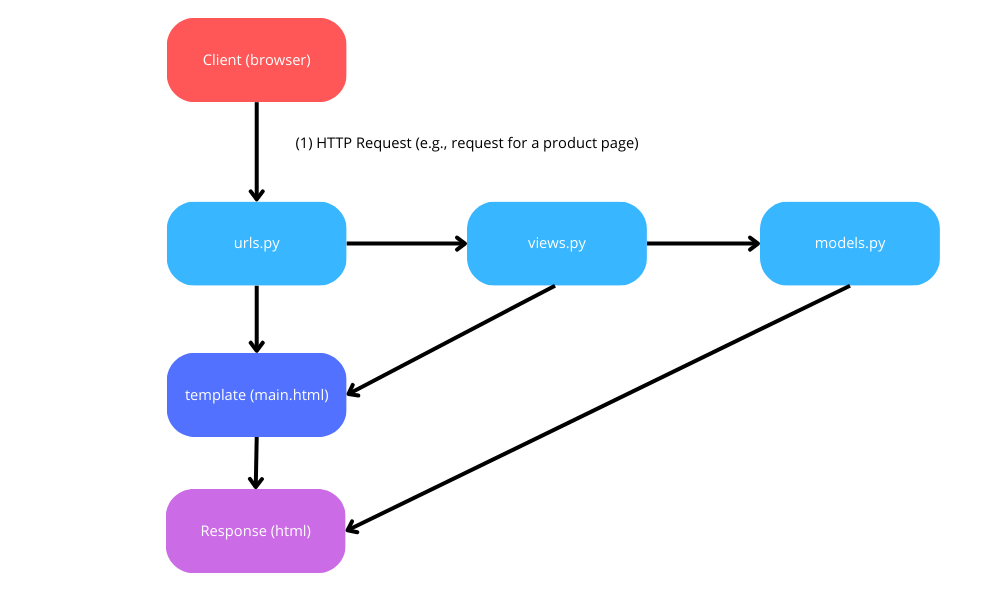 Client (browser)
(1) HTTP Request (e.g., request for a product page)
urls.py
views.py
models.py
template (main.html)
Response (html)